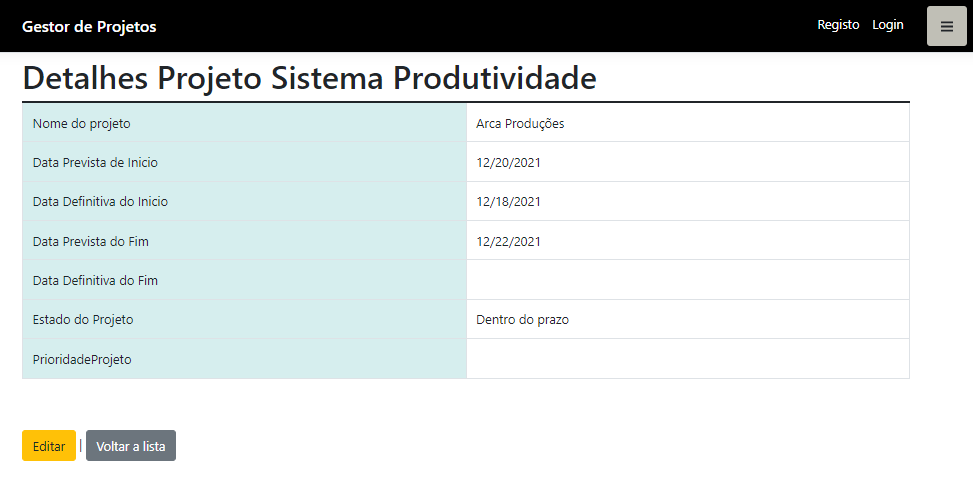 Gestor de Projetos
Registo Login
Detalhes Projeto Sistema Produtividade
Nome do projeto Arca Produções
Data Prevista de Inicio 12/20/2021
Data Definitiva do Inicio 12/18/2021
Data Prevista do Fim 12/22/2021
Data Definitiva do Fim
Estado do Projeto Dentro do prazo
PrioridadeProjeto
Editar | Voltar a lista